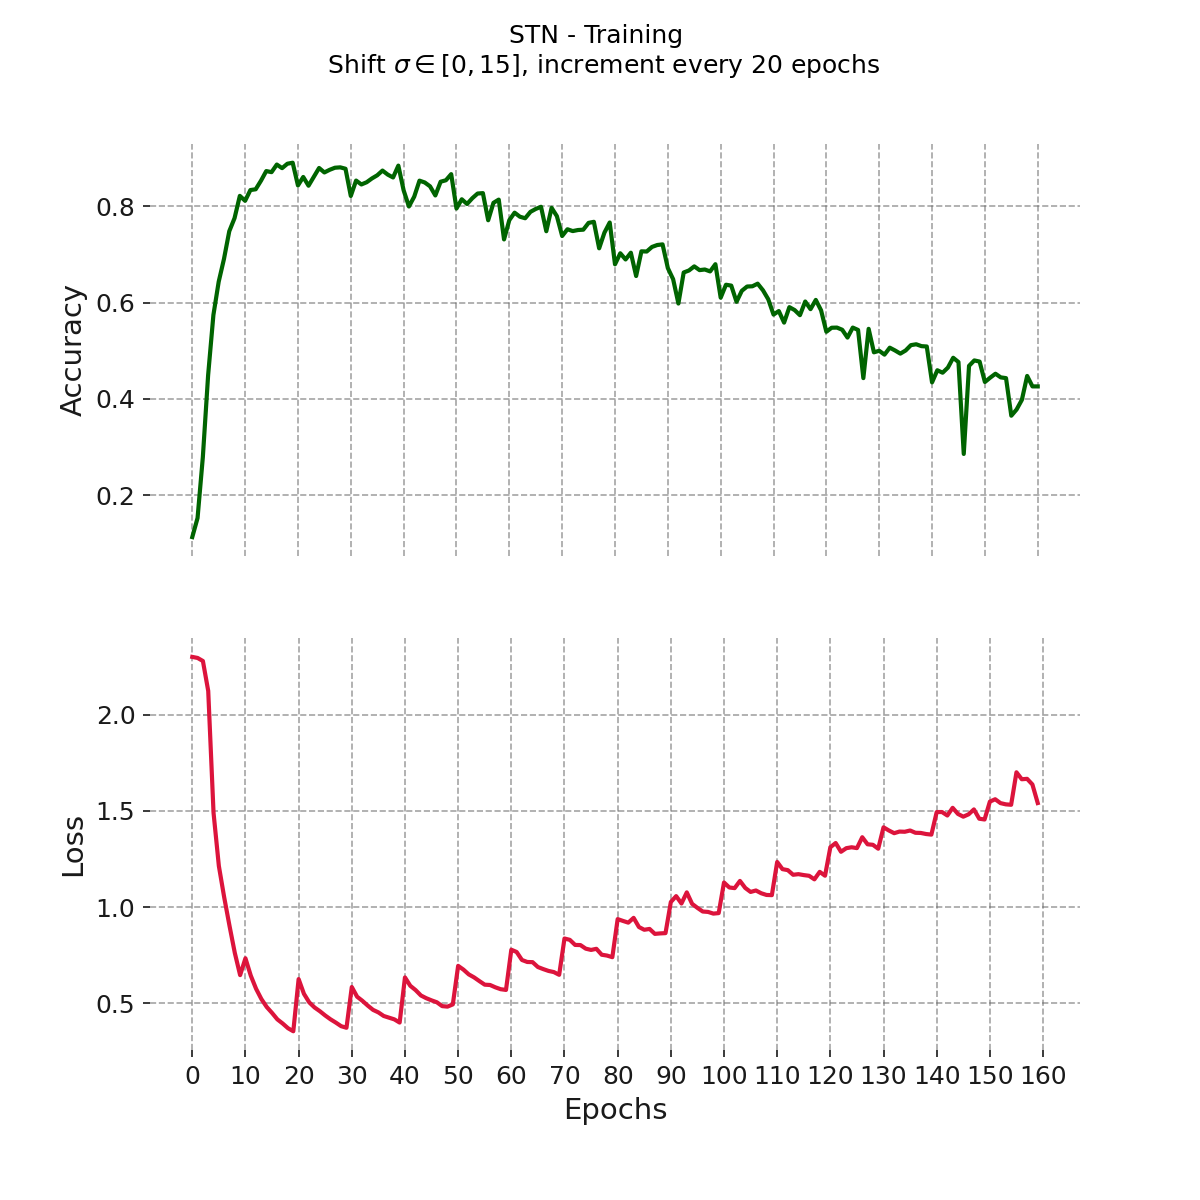 STN - Training
Shift σ ∈ [0, 15], increment every 20 epochs
Accuracy
0.8
0.6
0.4
0.2
Loss
2.0
1.5
1.0
0.5
0 10 20 30 40 50 60 70 80 90 100 110 120 130 140 150 160
Epochs